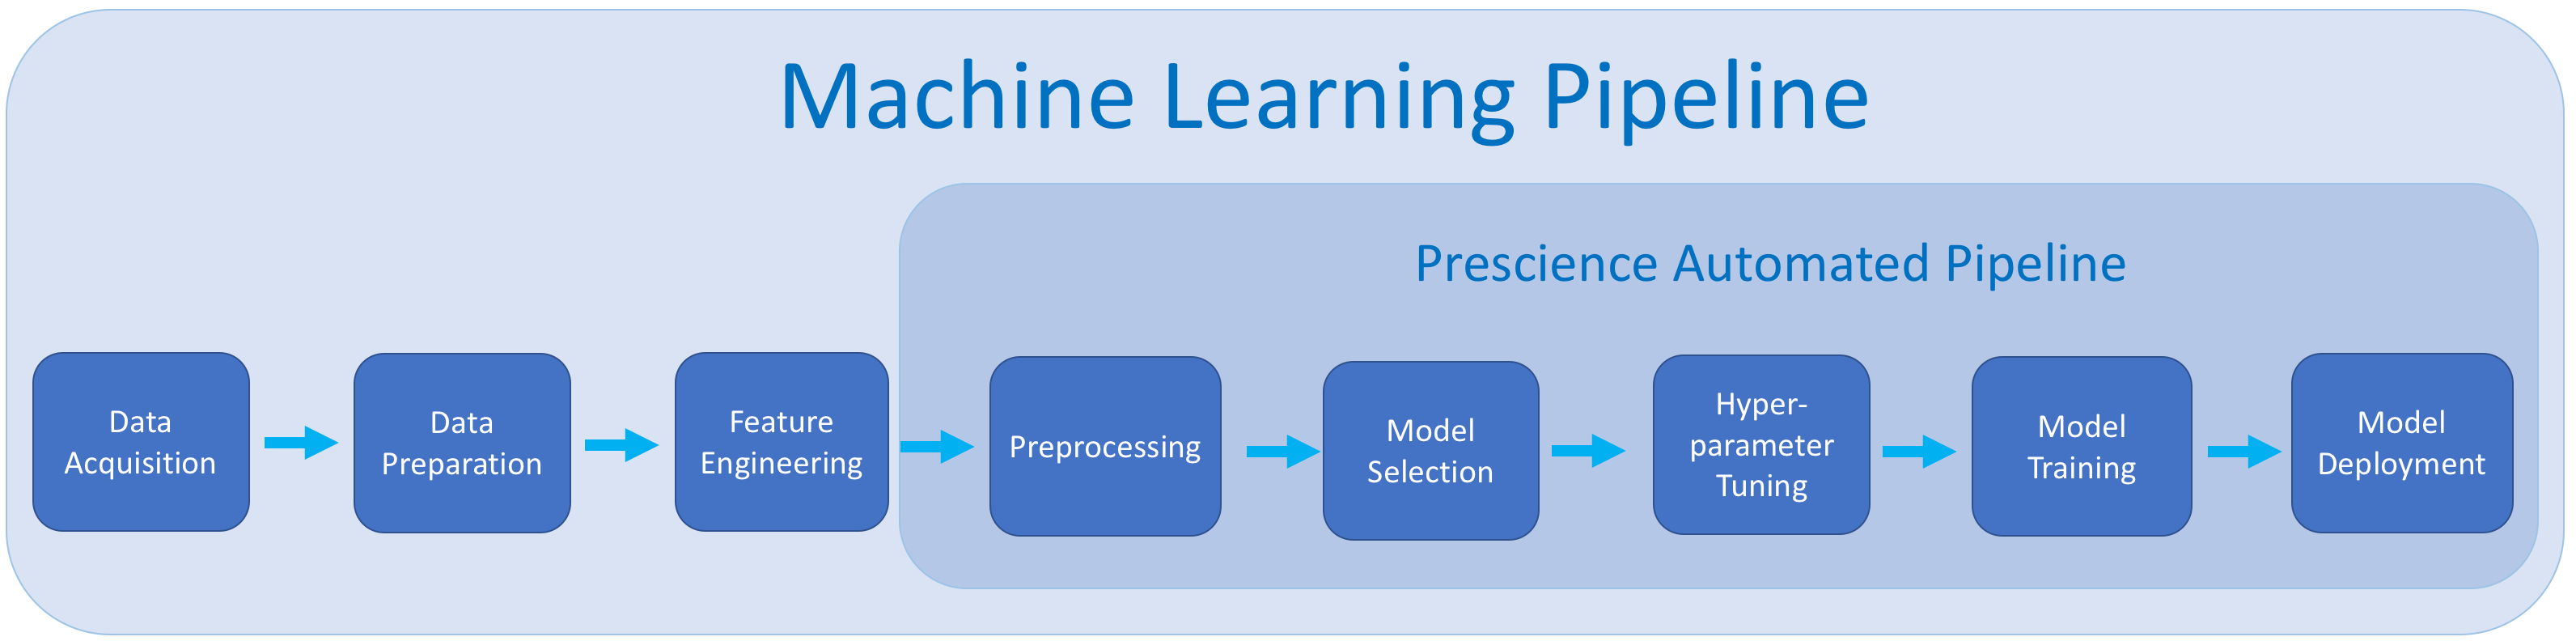 Machine Learning Pipeline
Prescience Automated Pipeline
Data
Acquisition
Data
Preparation
Feature
Engineering
Preprocessing
Model
Selection
Hyper-
parameter
Tuning
Model
Training
Model
Deployment